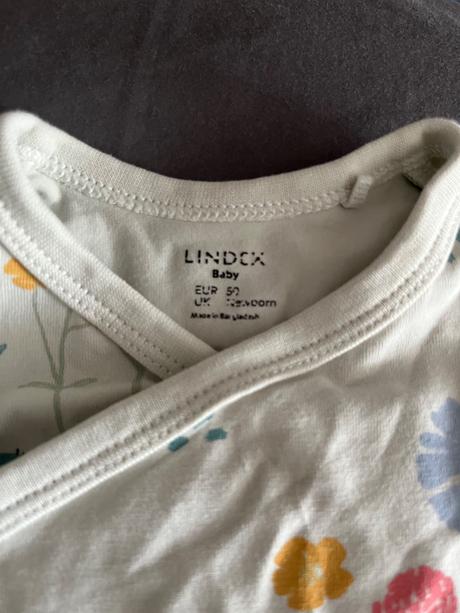 LINDEX
Baby
EUR 50
UK Newborn
Made in Bangladesh